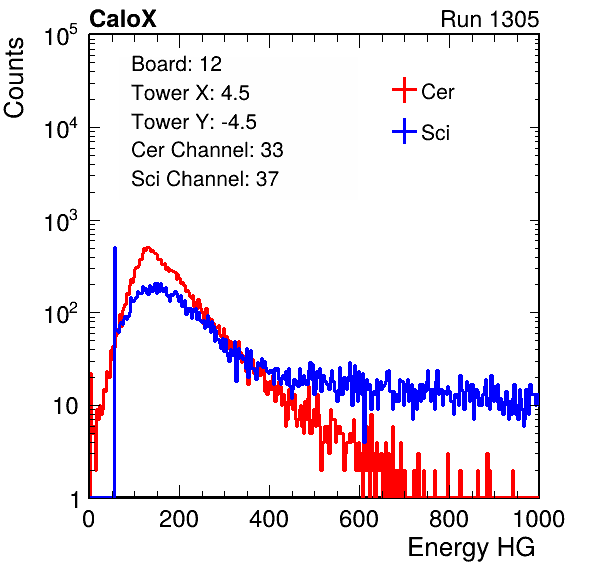 CaloX Run 1305
Counts
10^5
10^4
10^3
10^2
10
1
Board: 12
Tower X: 4.5
Tower Y: -4.5
Cer Channel: 33
Sci Channel: 37
Cer
Sci
0 200 400 600 800 1000
Energy HG